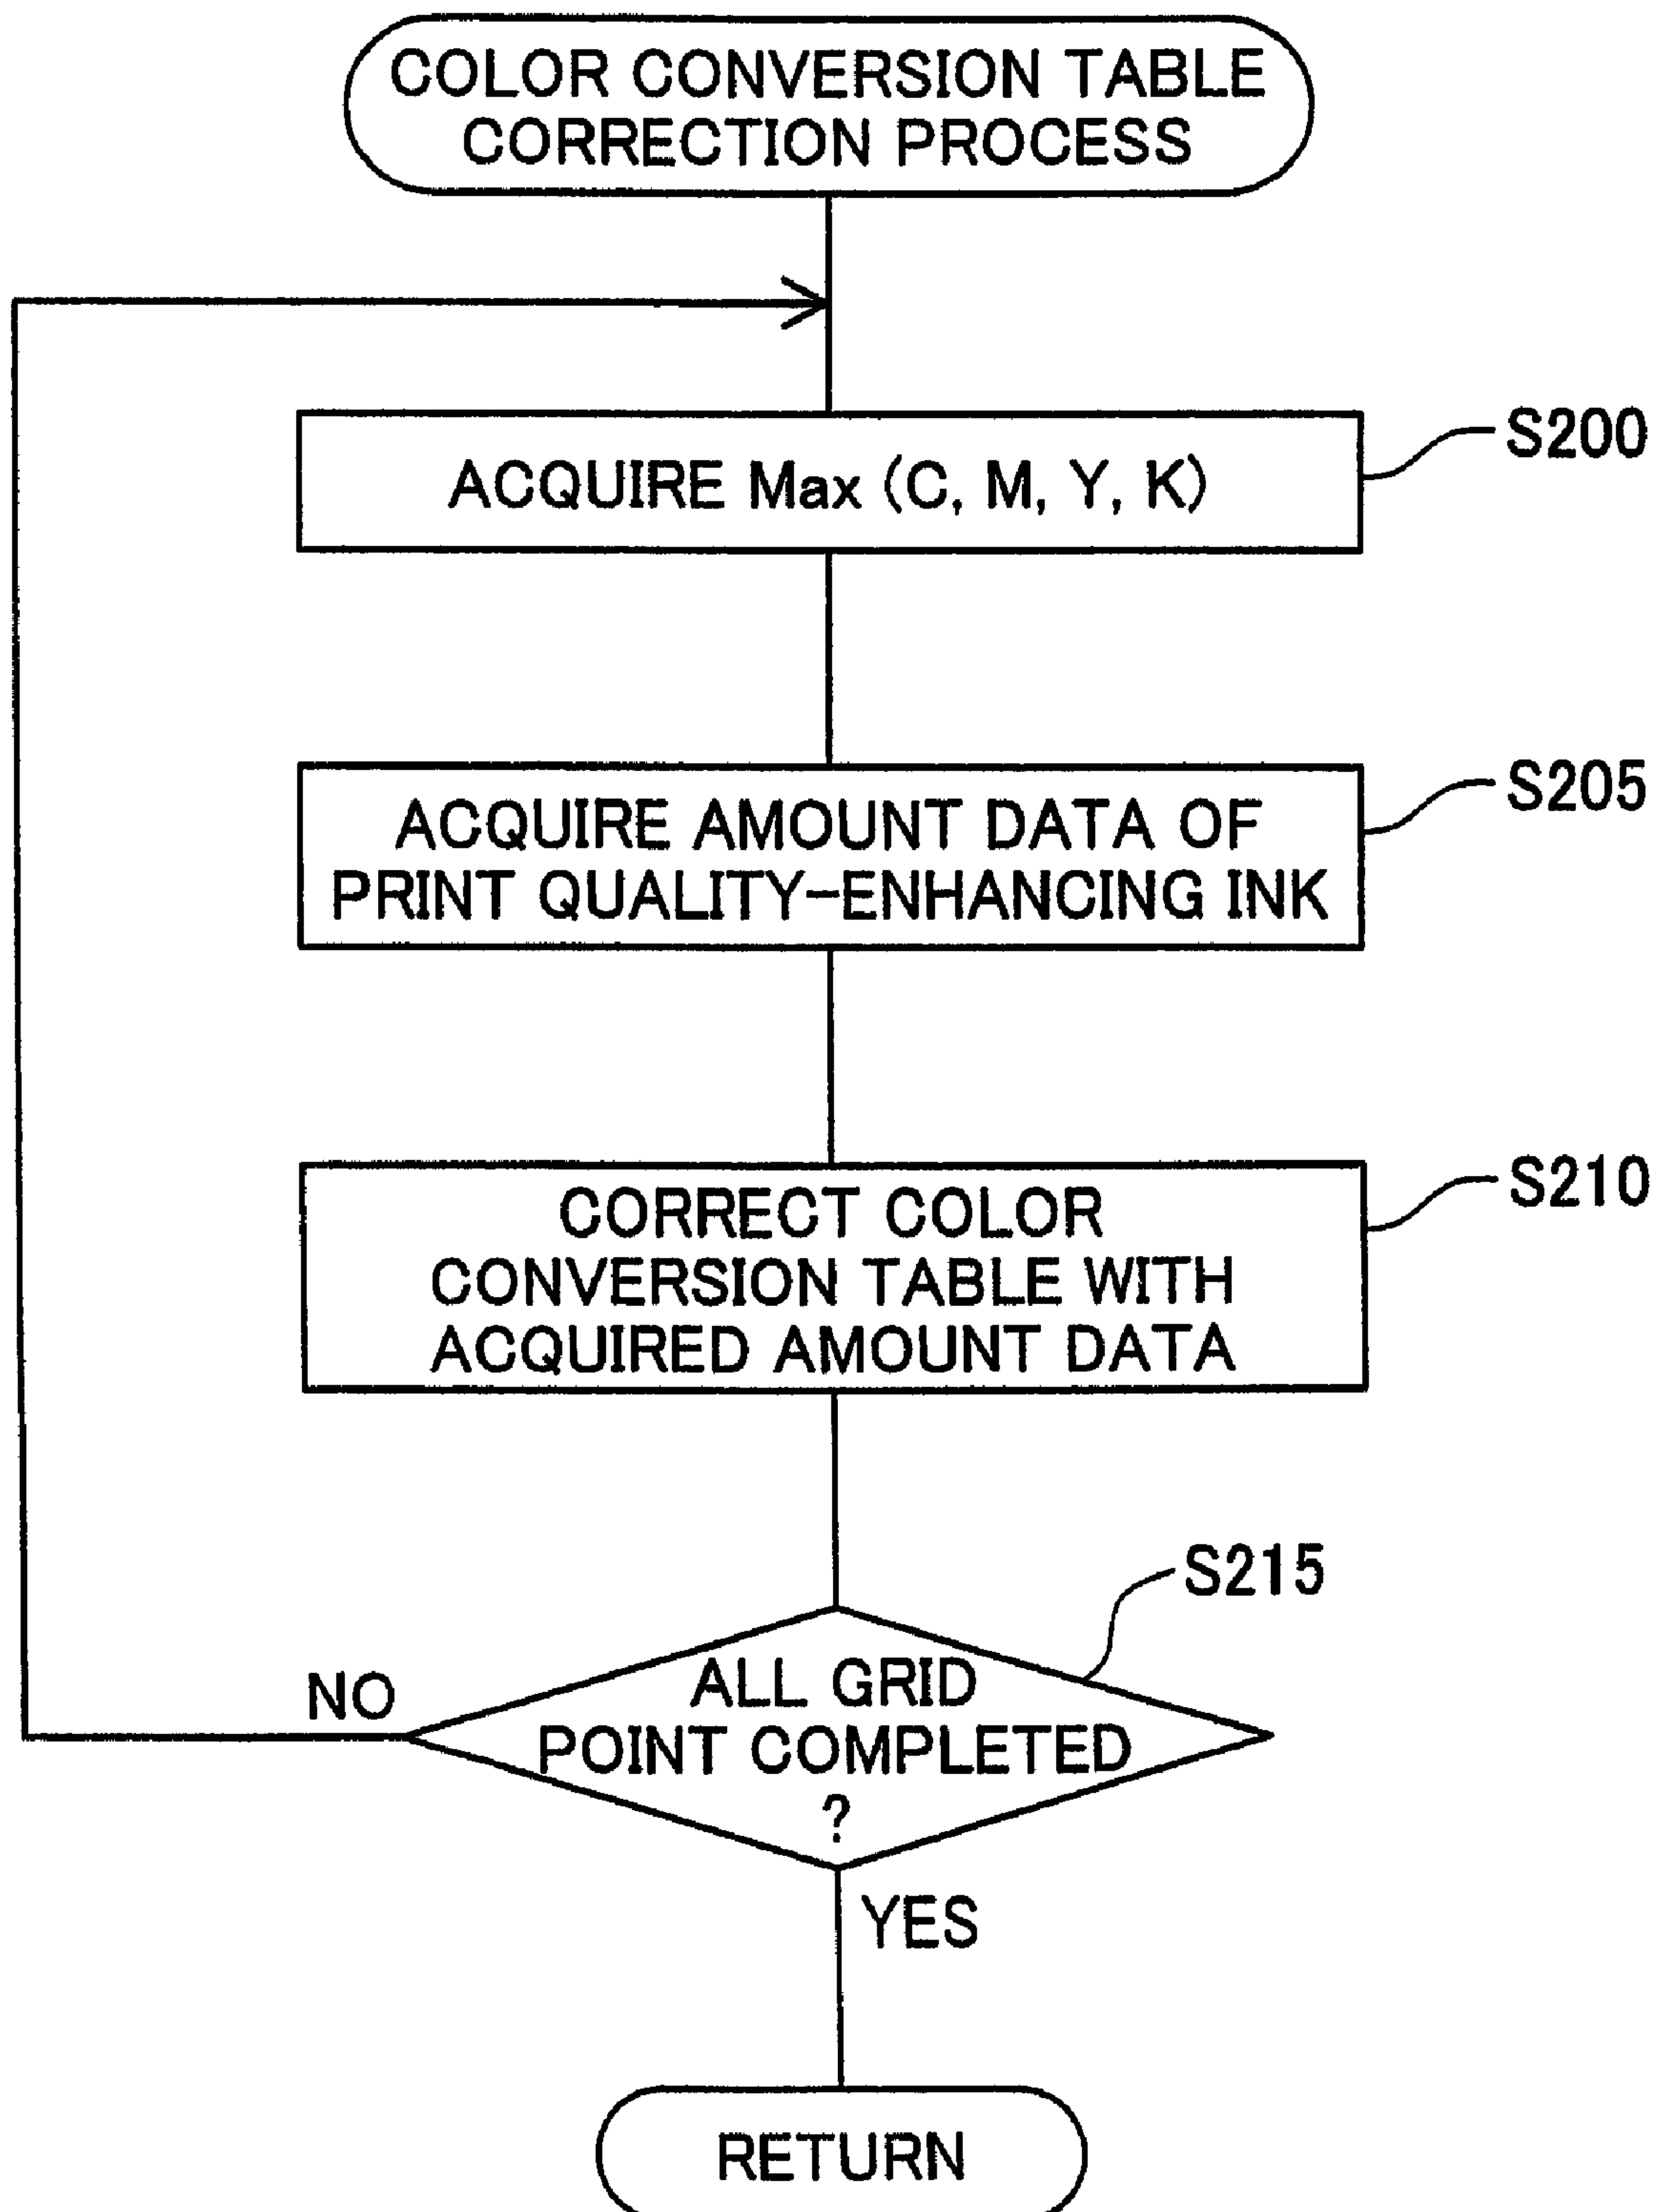 COLOR CONVERSION TABLE
CORRECTION PROCESS
ACQUIRE Max (C, M, Y, K)
S200
ACQUIRE AMOUNT DATA OF
PRINT QUALITY-ENHANCING INK
S205
CORRECT COLOR
CONVERSION TABLE WITH
ACQUIRED AMOUNT DATA
S210
S215
ALL GRID
POINT COMPLETED
?
NO
YES
RETURN